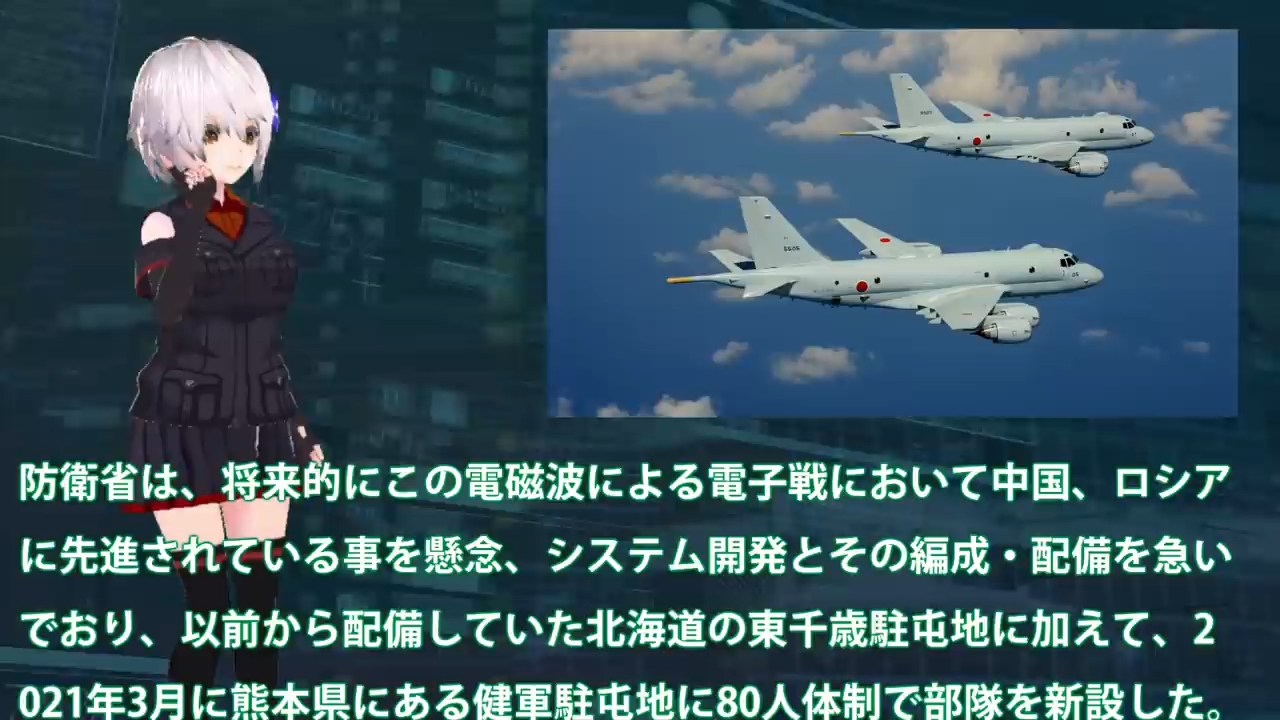 防衛省は、将来的にこの電磁波による電子戦において中国、ロシア
に先進されている事を懸念、システム開発とその編成・配備を急い
でおり、以前から配備していた北海道の東千歳駐屯地に加えて、2
021年3月に熊本県にある健軍駐屯地に80人体制で部隊を新設した。